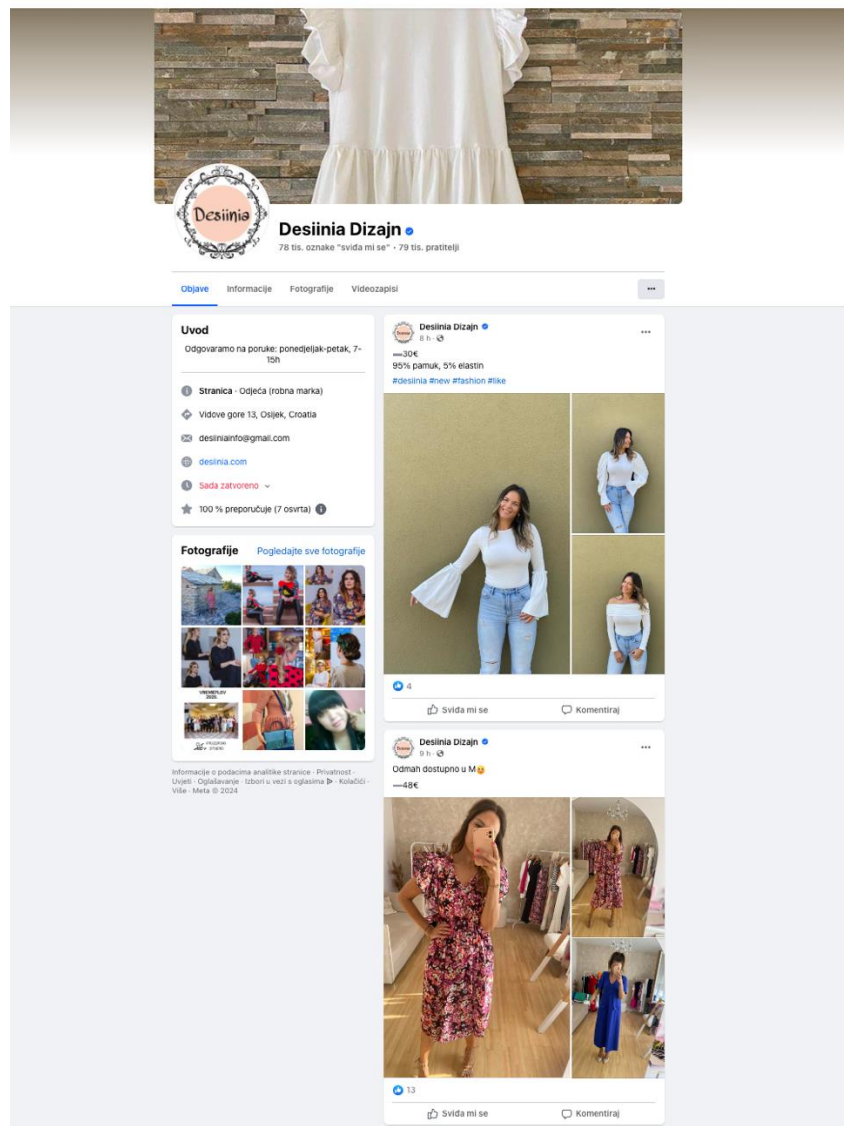 Desiinia
Desiinia Dizajn
78 tis. oznake "sviđa mi se" • 79 tis. pratitelji
Objave Informacije Fotografije Videozapisi
Uvod
Odgovaramo na poruke: ponedjeljak-petak, 7-
15h
Stranica · Odjeća (robna marka)
Vidove gore 13, Osijek, Croatia
desiiniainfo@gmail.com
desiinia.com
Sada zatvoreno
100 % preporučuje (7 osvrta)
Fotografije Pogledajte sve fotografije
Informacije o podacima analitike stranice · Privatnost ·
Uvjeti · Oglašavanje · Izbori u vezi s oglasima · Kolačići ·
Više · Meta © 2024
Desiinia Dizajn
8 h ·
30€
95% pamuk, 5% elastin
#desiinia #new #fashion #like
4
Sviđa mi se Komentiraj
Desiinia Dizajn
9 h ·
Odmah dostupno u M
48€
13
Sviđa mi se Komentiraj